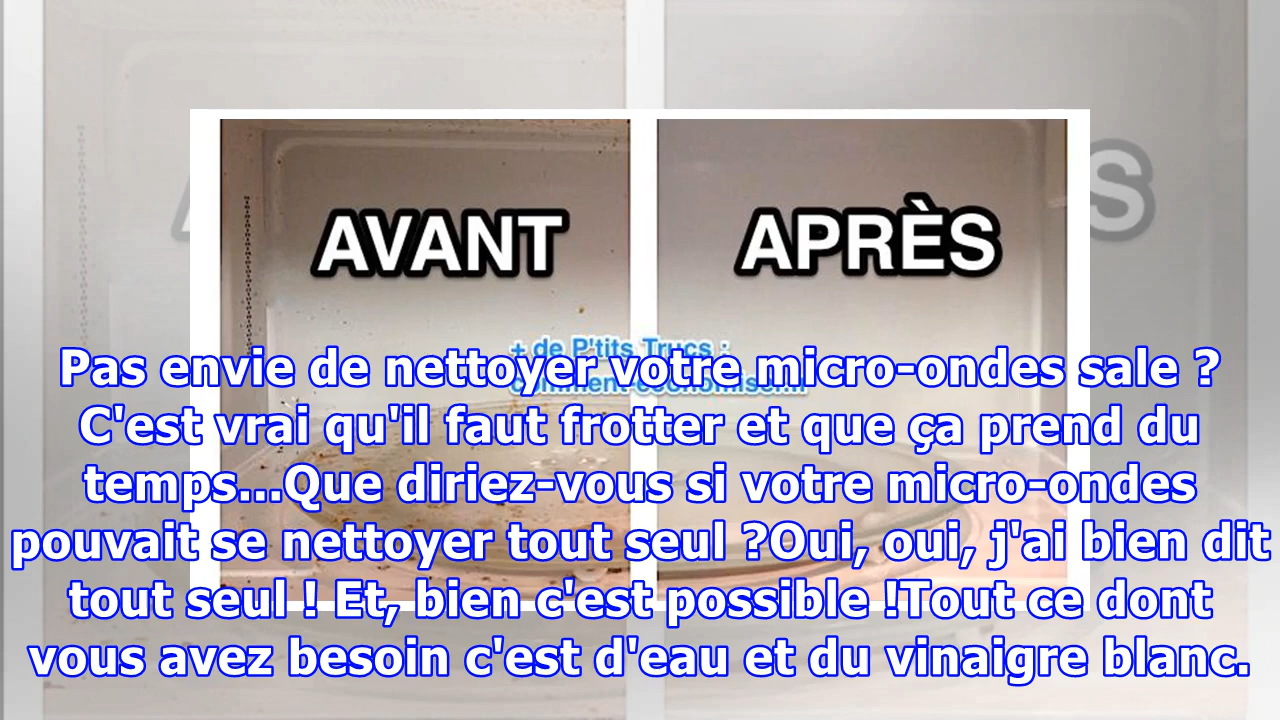 AVANT
APRÈS
+ de P'tits Trucs :
Pas envie de nettoyer votre micro-ondes sale ?
C'est vrai qu'il faut frotter et que ça prend du
temps...Que diriez-vous si votre micro-ondes
pouvait se nettoyer tout seul ?Oui, oui, j'ai bien dit
tout seul ! Et, bien c'est possible !Tout ce dont
vous avez besoin c'est d'eau et du vinaigre blanc.